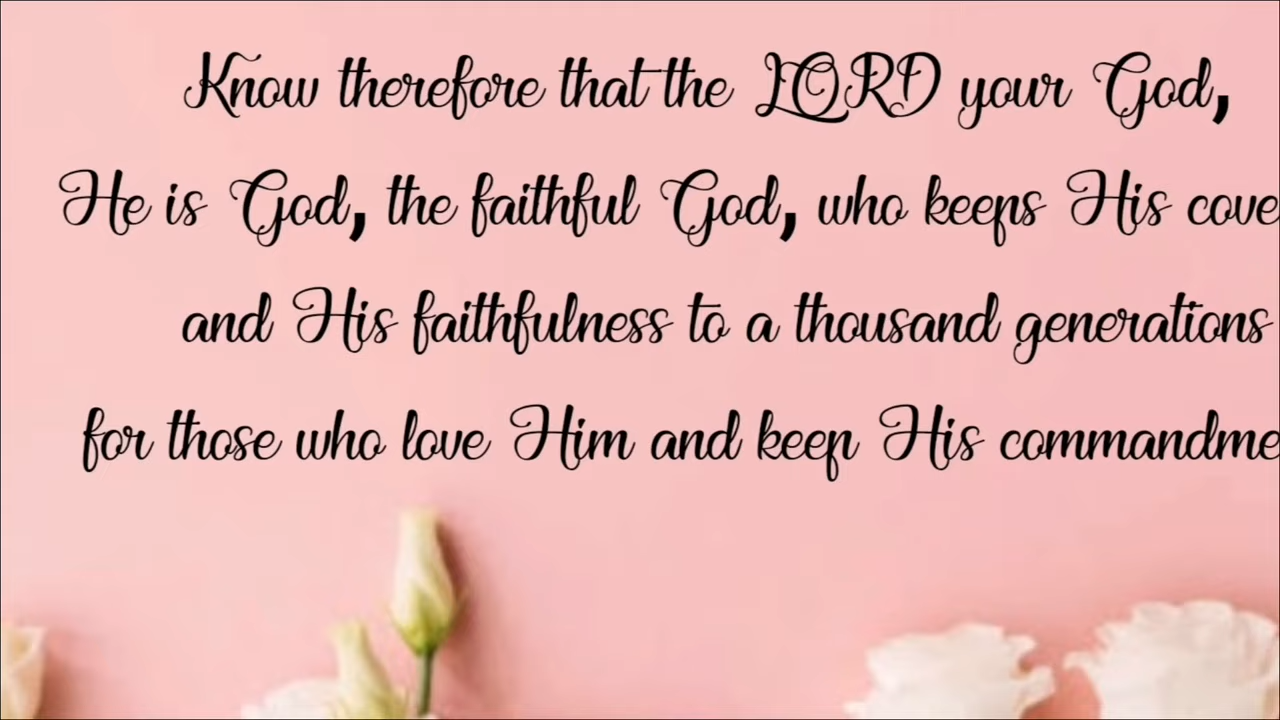 Know therefore that the LORD your God,
He is God, the faithful God, who keeps His cove
and His faithfulness to a thousand generations
for those who love Him and keep His commandme